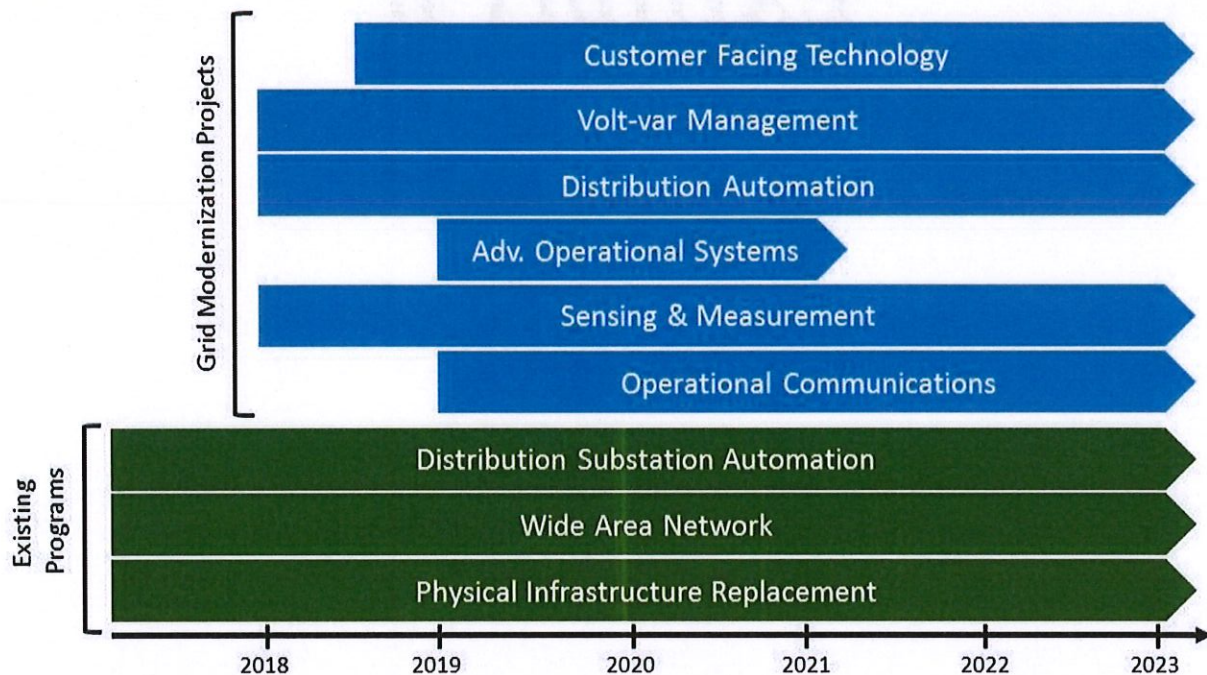 Grid Modernization Projects
Customer Facing Technology
Volt-var Management
Distribution Automation
Adv. Operational Systems
Sensing & Measurement
Operational Communications
Existing
Programs
Distribution Substation Automation
Wide Area Network
Physical Infrastructure Replacement
2018 2019 2020 2021 2022 2023